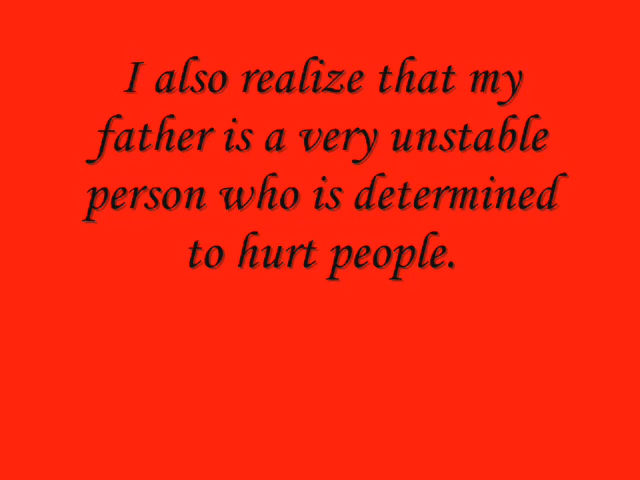 I also realize that my
father is a very unstable
person who is determined
to hurt people.